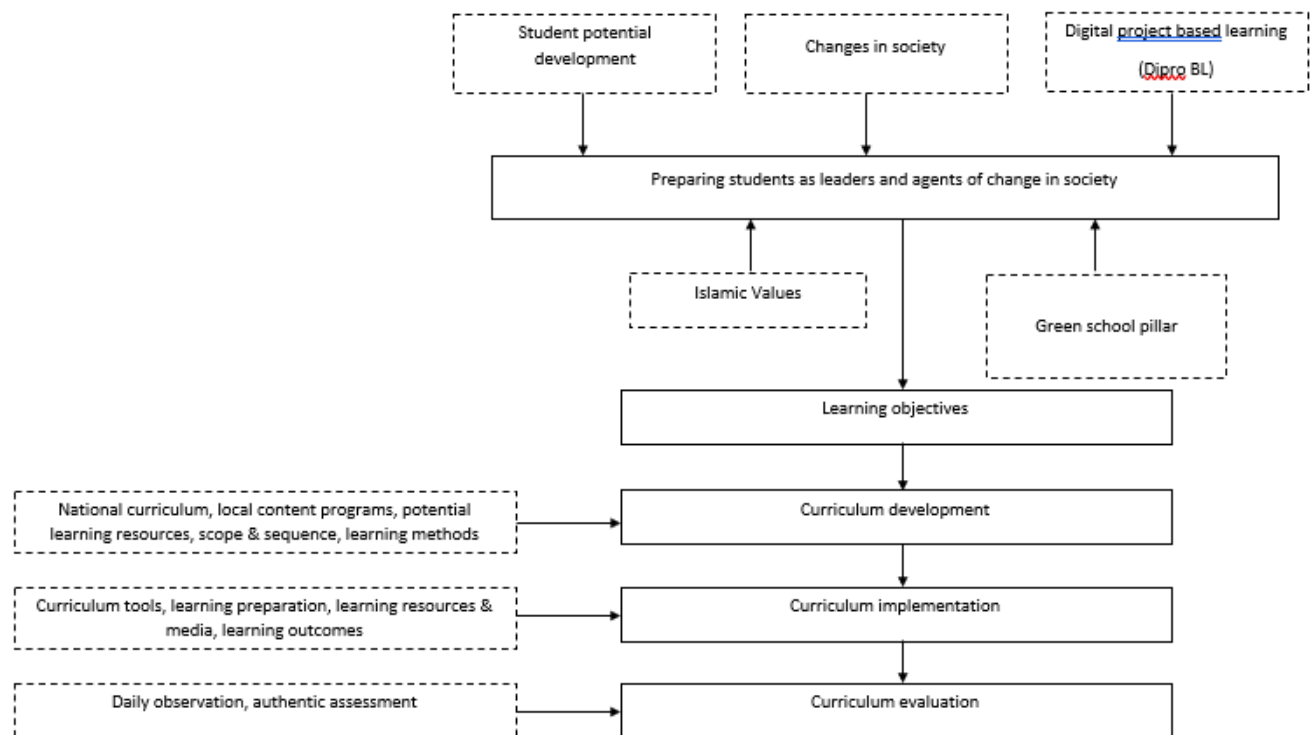 Student potential
development
Changes in society
Digital project based learning
(Dipro BL)
Preparing students as leaders and agents of change in society
Islamic Values
Green school pillar
Learning objectives
National curriculum, local content programs, potential
learning resources, scope & sequence, learning methods
Curriculum development
Curriculum tools, learning preparation, learning resources &
media, learning outcomes
Curriculum implementation
Daily observation, authentic assessment
Curriculum evaluation